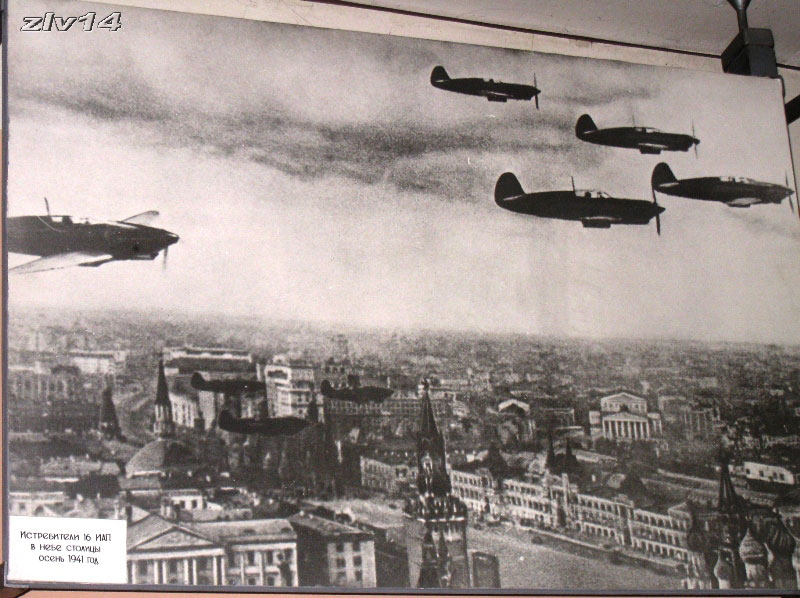 zlv14
Истребители 16 ИАП
в небе столицы
осень 1941 год